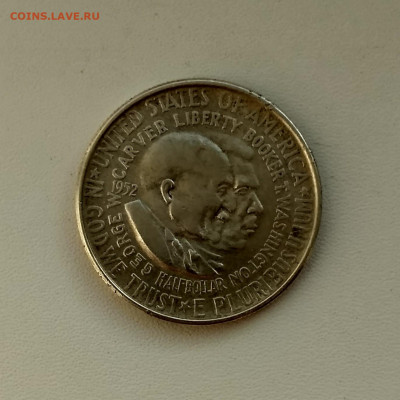 COINS.LAVE.RU
UNITED STATES OF AMERICA★E PLURIBUS UNUM★IN GOD WE TRUST★
GEORGE W. CARVER LIBERTY BOOKER T. WASHINGTON
1952
HALF DOLLAR